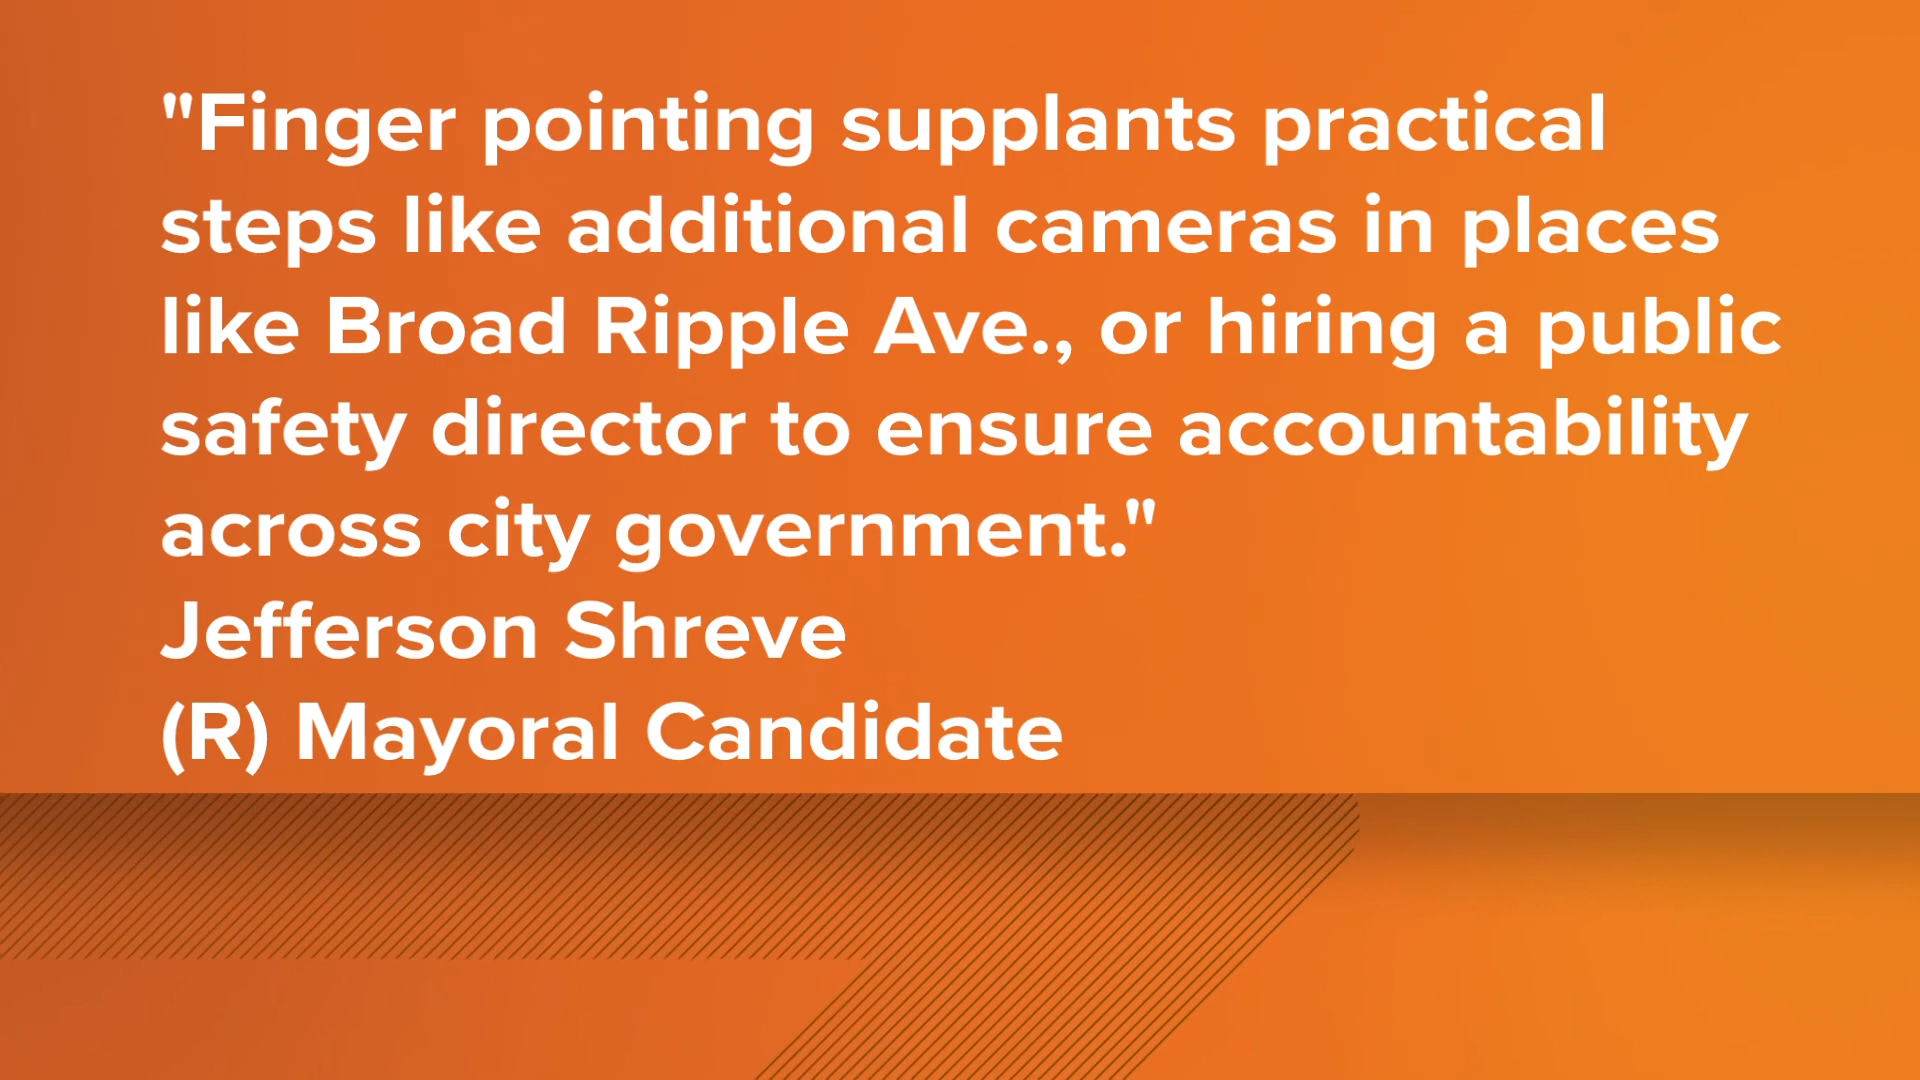 "Finger pointing supplants practical
steps like additional cameras in places
like Broad Ripple Ave., or hiring a public
safety director to ensure accountability
across city government."
Jefferson Shreve
(R) Mayoral Candidate